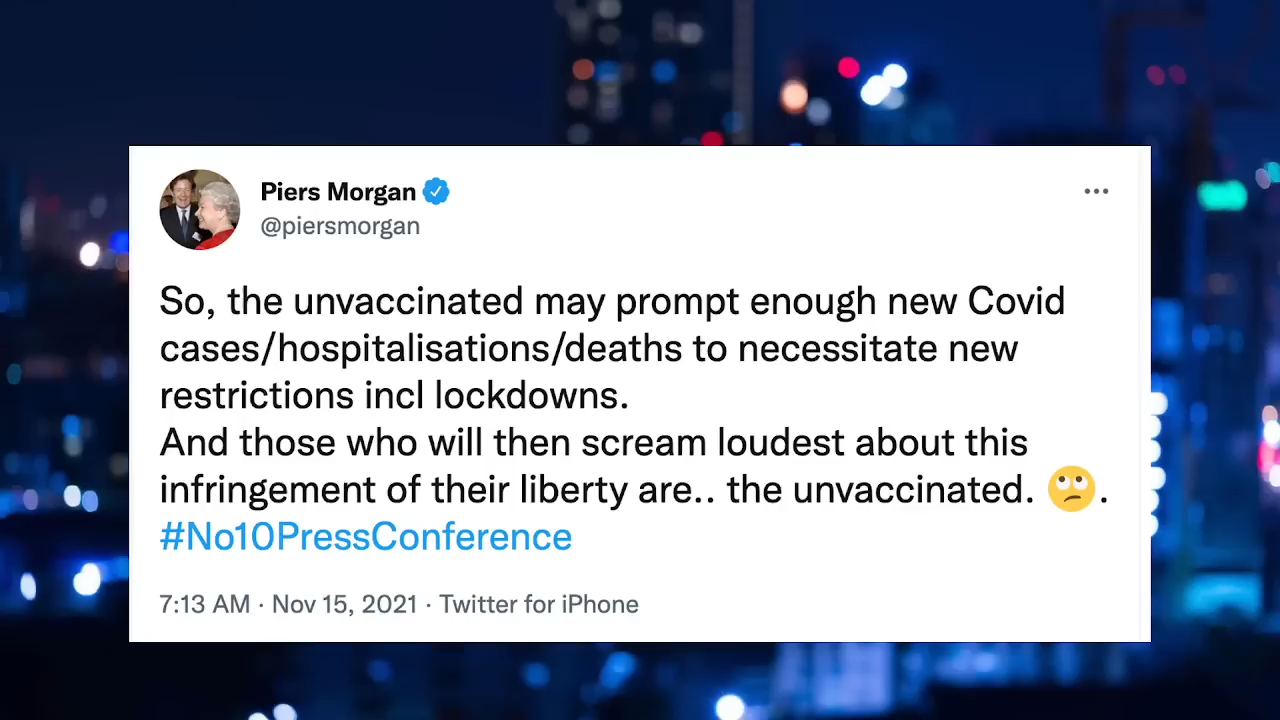 Piers Morgan
@piersmorgan
So, the unvaccinated may prompt enough new Covid
cases/hospitalisations/deaths to necessitate new
restrictions incl lockdowns.
And those who will then scream loudest about this
infringement of their liberty are.. the unvaccinated. 🙄.
#No10PressConference
7:13 AM · Nov 15, 2021 · Twitter for iPhone